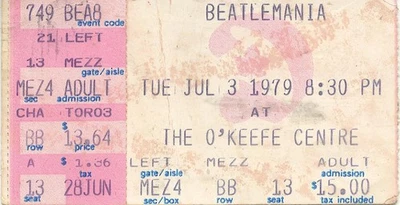 749 BEA8 BEATLEMANIA
event code
21 LEFT
13 MEZZ
gate/aisle
MEZ4 ADULT TUE JUL 3 1979 8:30 PM
sec admission
CHA TORO3 AT
BB $13.64 THE O'KEEFE CENTRE
row price
A $1.36 LEFT MEZZ ADULT
tax gate/aisle admission
13 28JUN MEZ4 BB 13 $15.00
seat sec/box row seat tax included